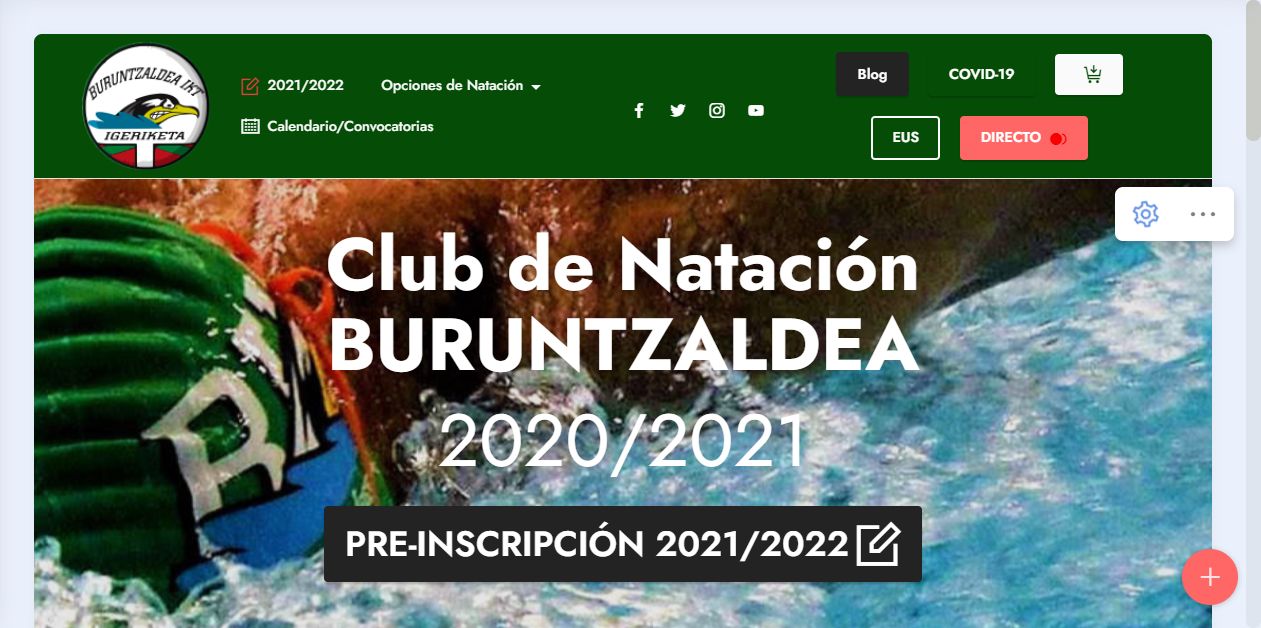 BURUNTZALDEA IKT
IGERIKETA
2021/2022
Opciones de Natación
Calendario/Convocatorias
Blog
COVID-19
EUS
DIRECTO
Club de Natación
BURUNTZALDEA
2020/2021
PRE-INSCRIPCIÓN 2021/2022